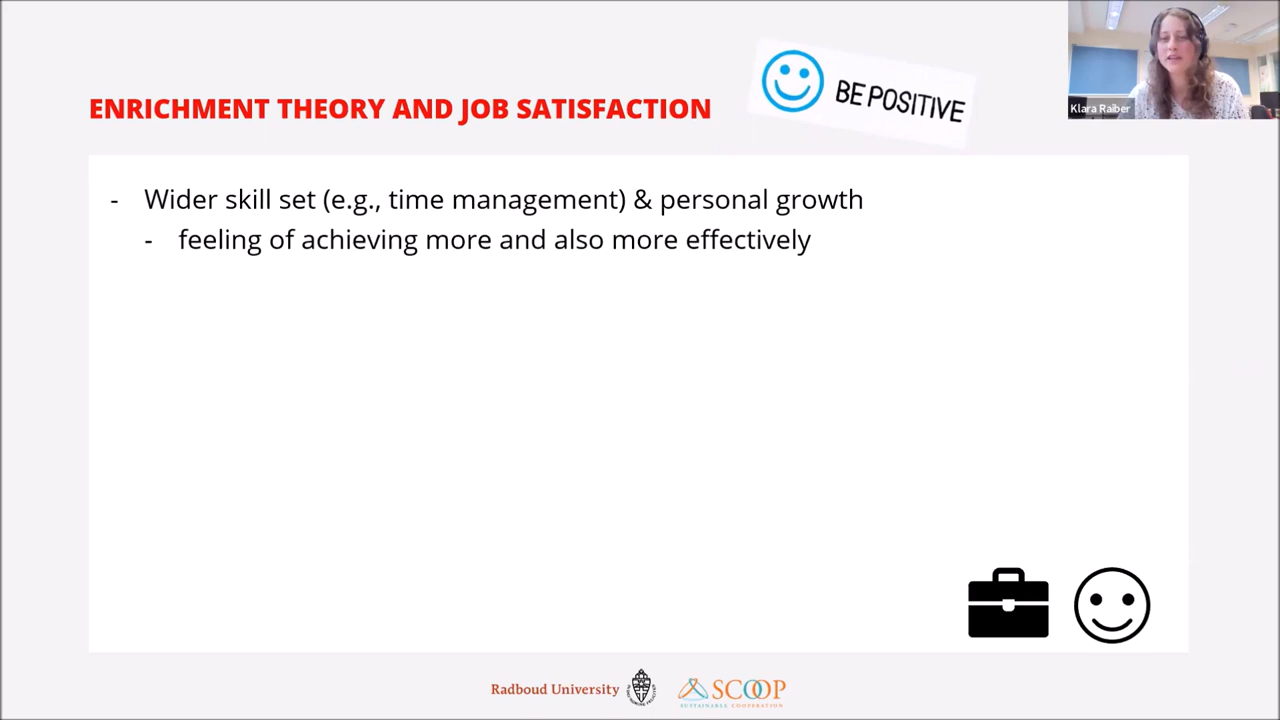 ENRICHMENT THEORY AND JOB SATISFACTION
BE POSITIVE
Klara Raiber
- Wider skill set (e.g., time management) & personal growth
- feeling of achieving more and also more effectively
Radboud University
SCOOP
SUSTAINABLE COOPERATION